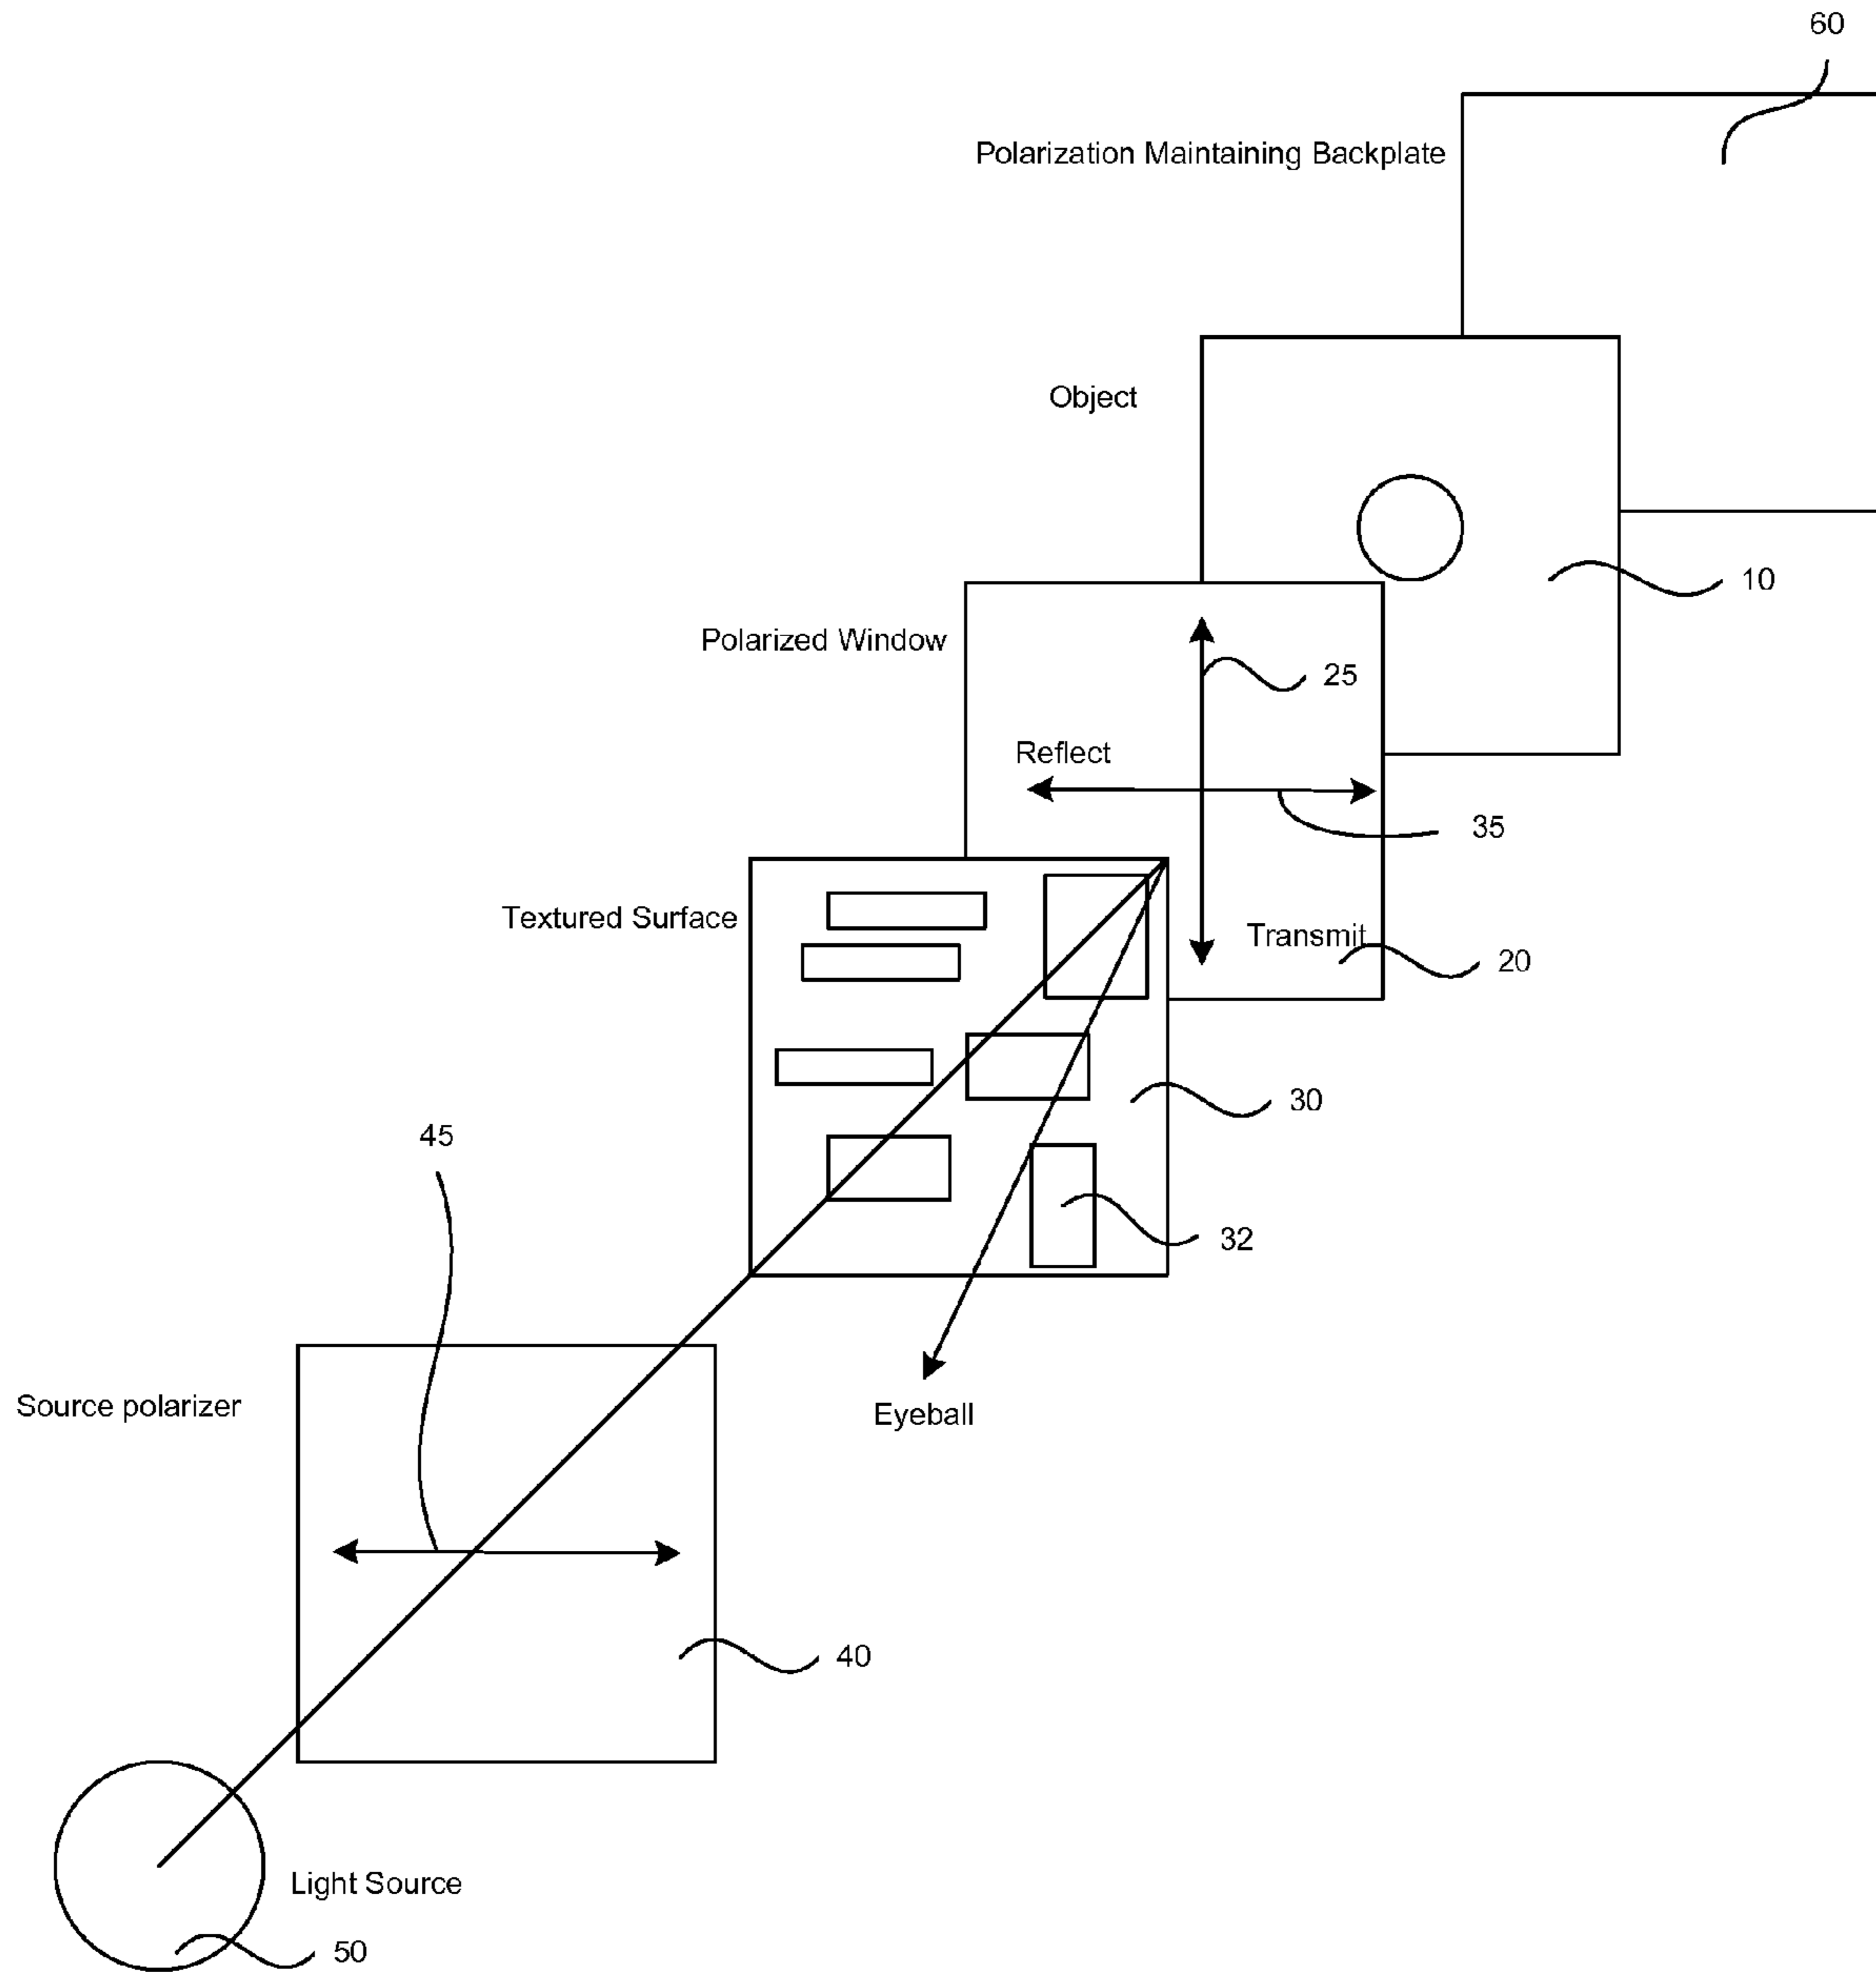 60
Polarization Maintaining Backplate
Object
10
Polarized Window
25
Reflect
35
Textured Surface
Transmit
20
30
45
32
Source polarizer
Eyeball
40
Light Source
50